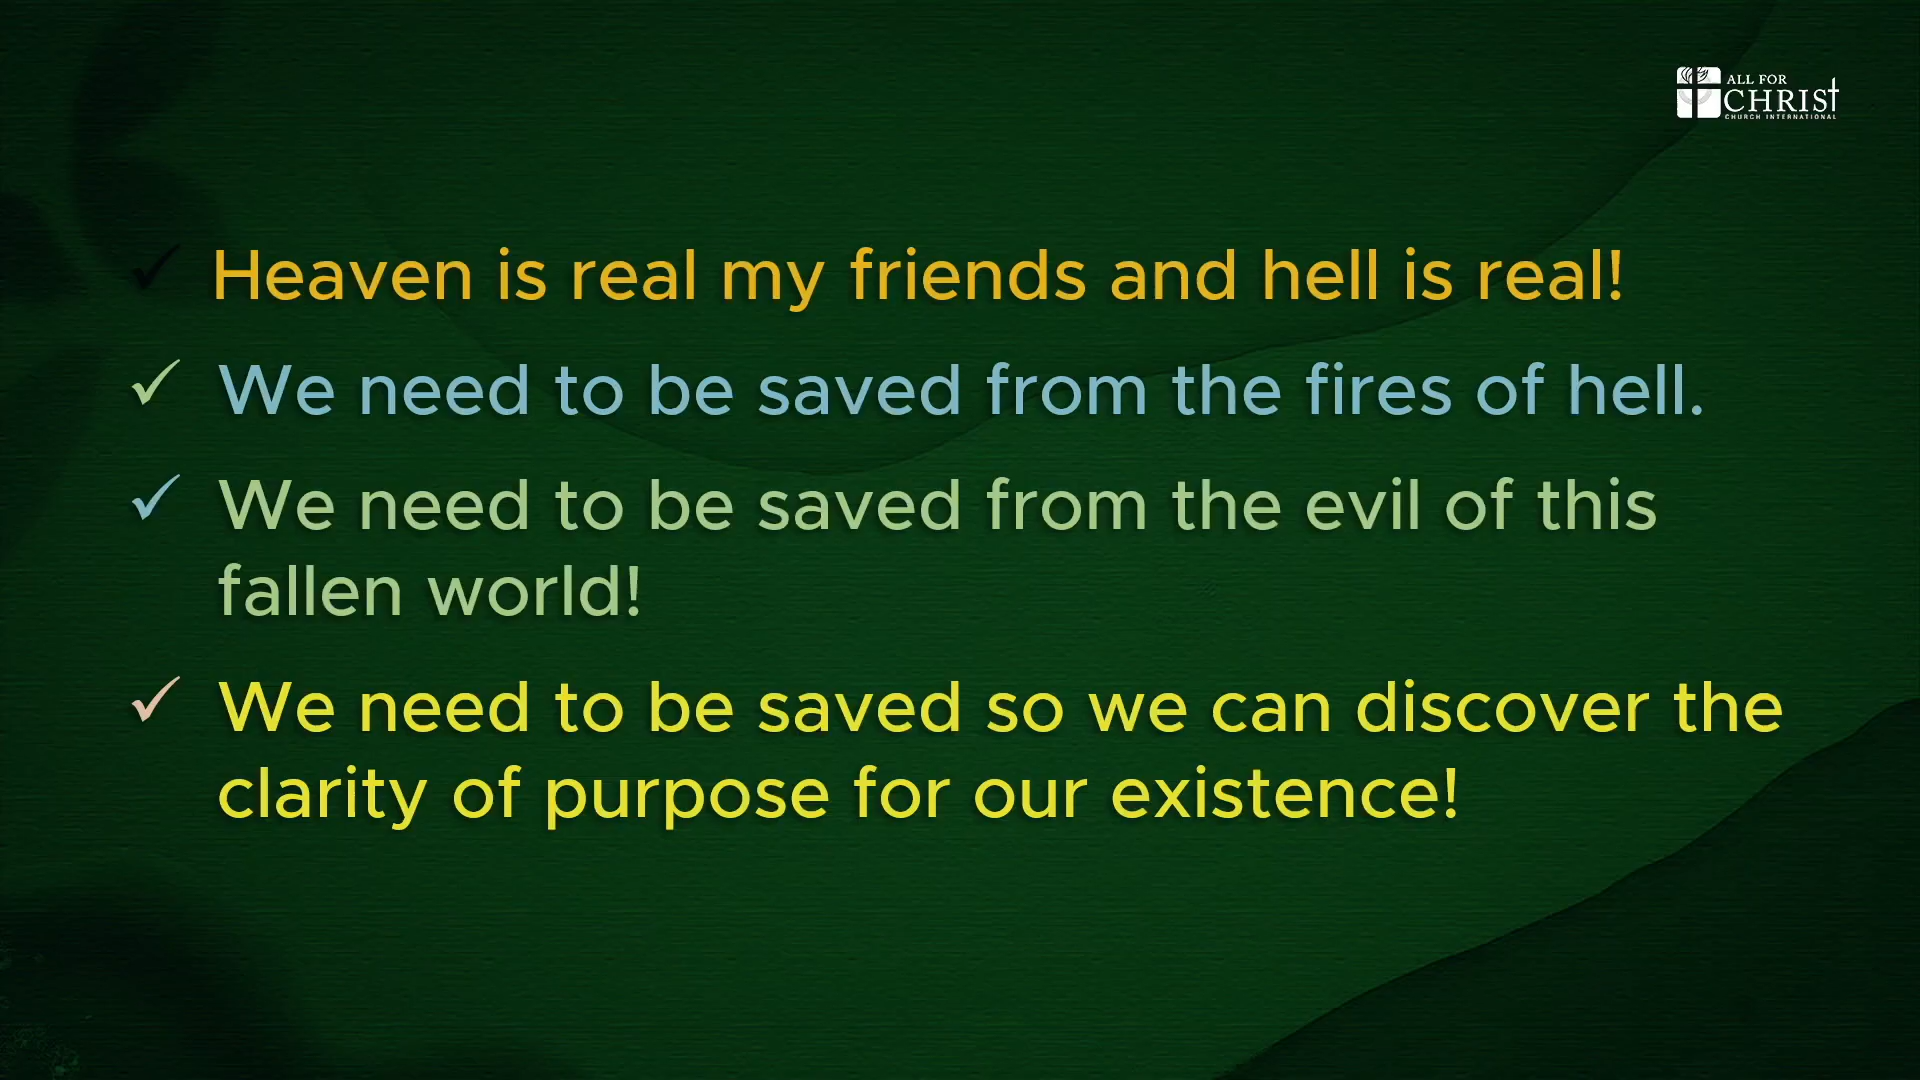 ALL FOR
CHRIST
CHURCH INTERNATIONAL
✓ Heaven is real my friends and hell is real!
✓ We need to be saved from the fires of hell.
✓ We need to be saved from the evil of this
fallen world!
✓ We need to be saved so we can discover the
clarity of purpose for our existence!